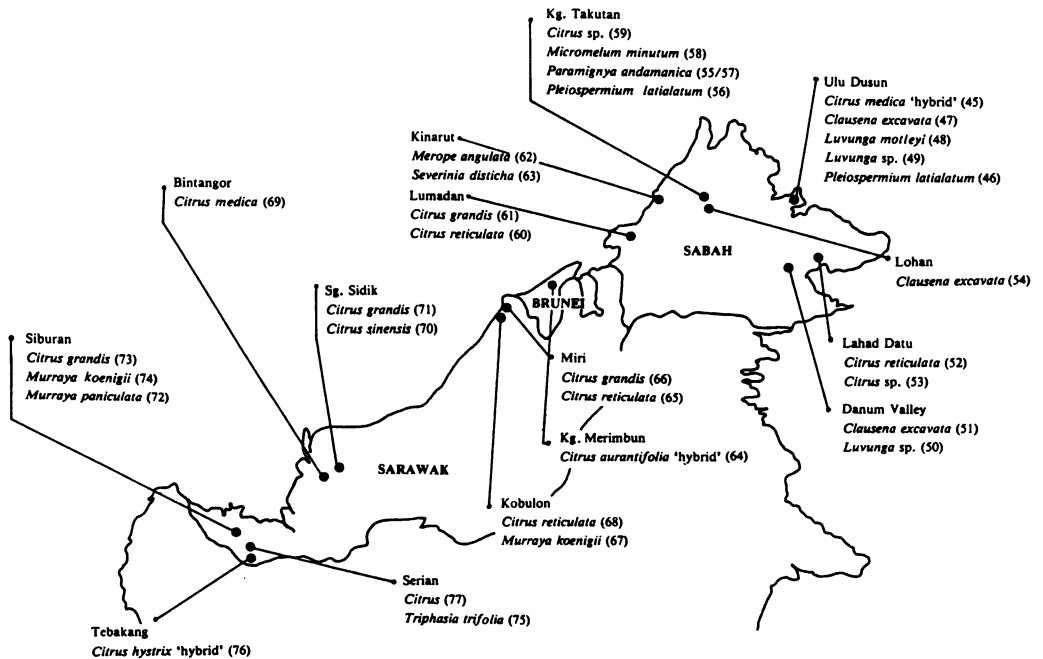 Kg. Takutan
Citrus sp. (59)
Micromelum minutum (58)
Paramignya andamanica (55/57)
Pleiospermium latialatum (56)
Ulu Dusun
Citrus medica ‘hybrid’ (45)
Clausena excavata (47)
Luvunga motleyi (48)
Luvunga sp. (49)
Pleiospermium latialatum (46)
Kinarut
Merope angulata (62)
Severinia disticha (63)
Lumadan
Citrus grandis (61)
Citrus reticulata (60)
Bintangor
Citrus medica (69)
SABAH
Lohan
Clausena excavata (54)
Sg. Sidik
Citrus grandis (71)
Citrus sinensis (70)
BRUNEI
Siburan
Citrus grandis (73)
Murraya koenigii (74)
Murraya paniculata (72)
Miri
Citrus grandis (66)
Citrus reticulata (65)
Lahad Datu
Citrus reticulata (52)
Citrus sp. (53)
Danum Valley
Clausena excavata (51)
Luvunga sp. (50)
Kg. Merimbun
Citrus aurantifolia ‘hybrid’ (64)
SARAWAK
Kobulon
Citrus reticulata (68)
Murraya koenigii (67)
Serian
Citrus (77)
Triphasia trifolia (75)
Tebakang
Citrus hystrix ‘hybrid’ (76)